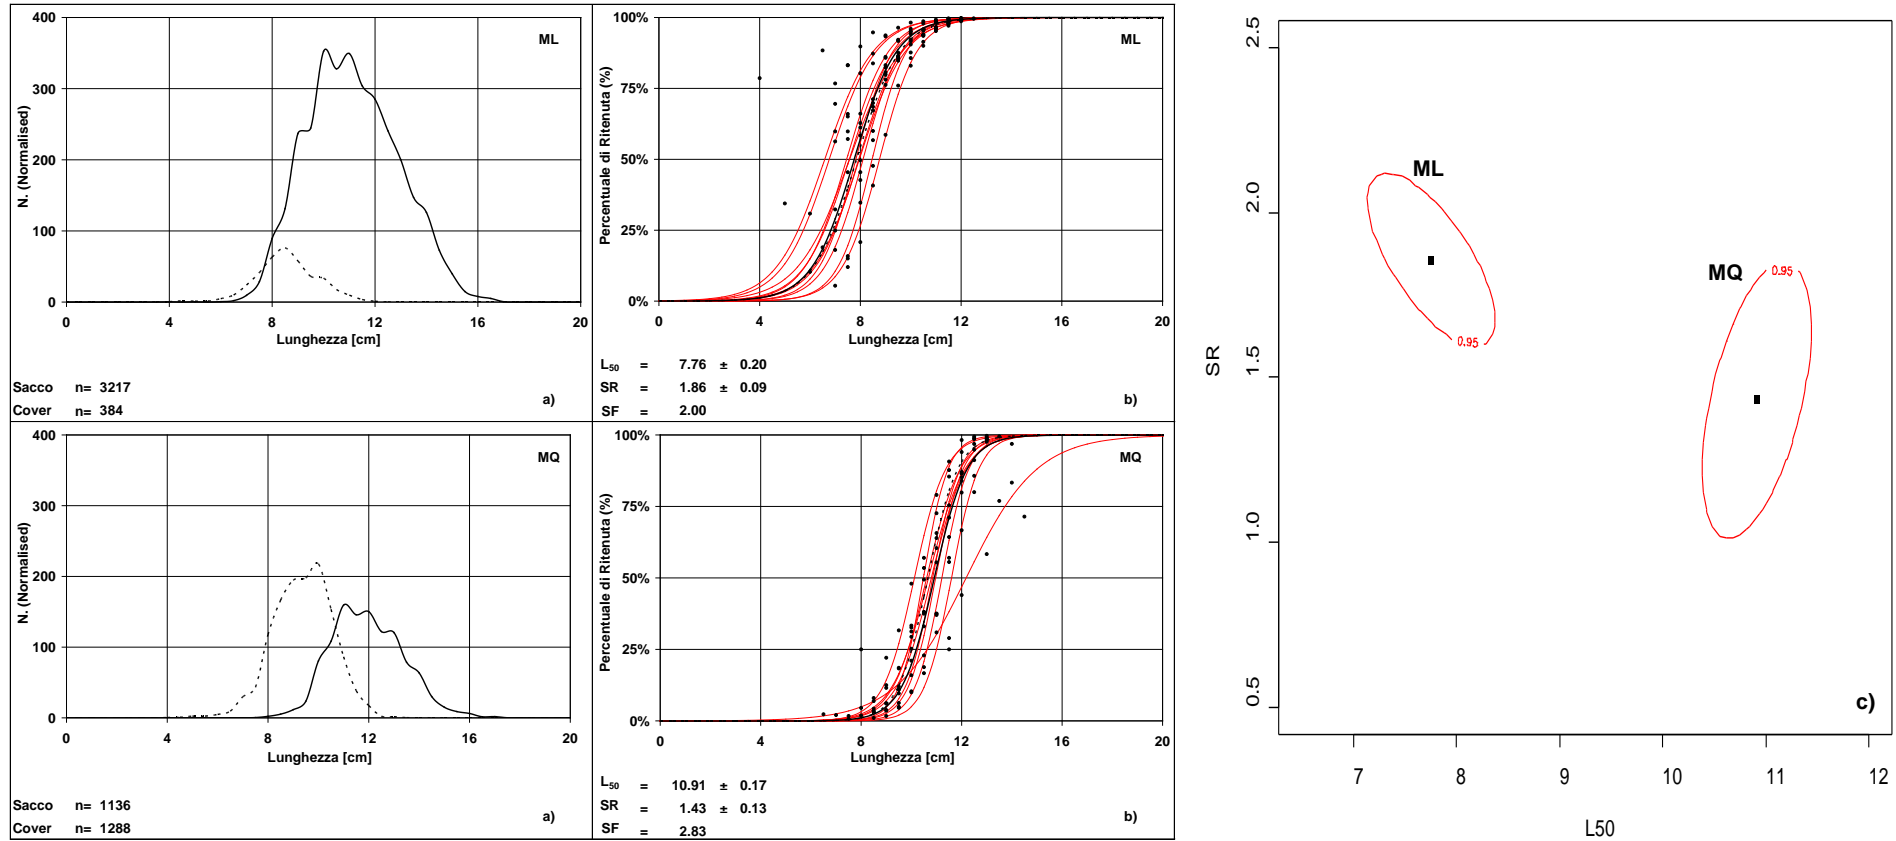 400
300
200
100
0
N. (Normalised)
ML
0 4 8 12 16 20
Lunghezza [cm]
Sacco n= 3217
Cover n= 384
a)
100%
75%
50%
25%
0%
Percentuale di Ritenuta (%)
ML
0 4 8 12 16 20
Lunghezza [cm]
L50 = 7.76 ± 0.20
SR = 1.86 ± 0.09
SF = 2.00
b)
400
300
200
100
0
N. (Normalised)
MQ
0 4 8 12 16 20
Lunghezza [cm]
Sacco n= 1136
Cover n= 1288
a)
100%
75%
50%
25%
0%
Percentuale di Ritenuta (%)
MQ
0 4 8 12 16 20
Lunghezza [cm]
L50 = 10.91 ± 0.17
SR = 1.43 ± 0.13
SF = 2.83
b)
2.5
2.0
1.5
1.0
0.5
SR
ML
0.95
MQ
0.95
c)
7 8 9 10 11 12
L50